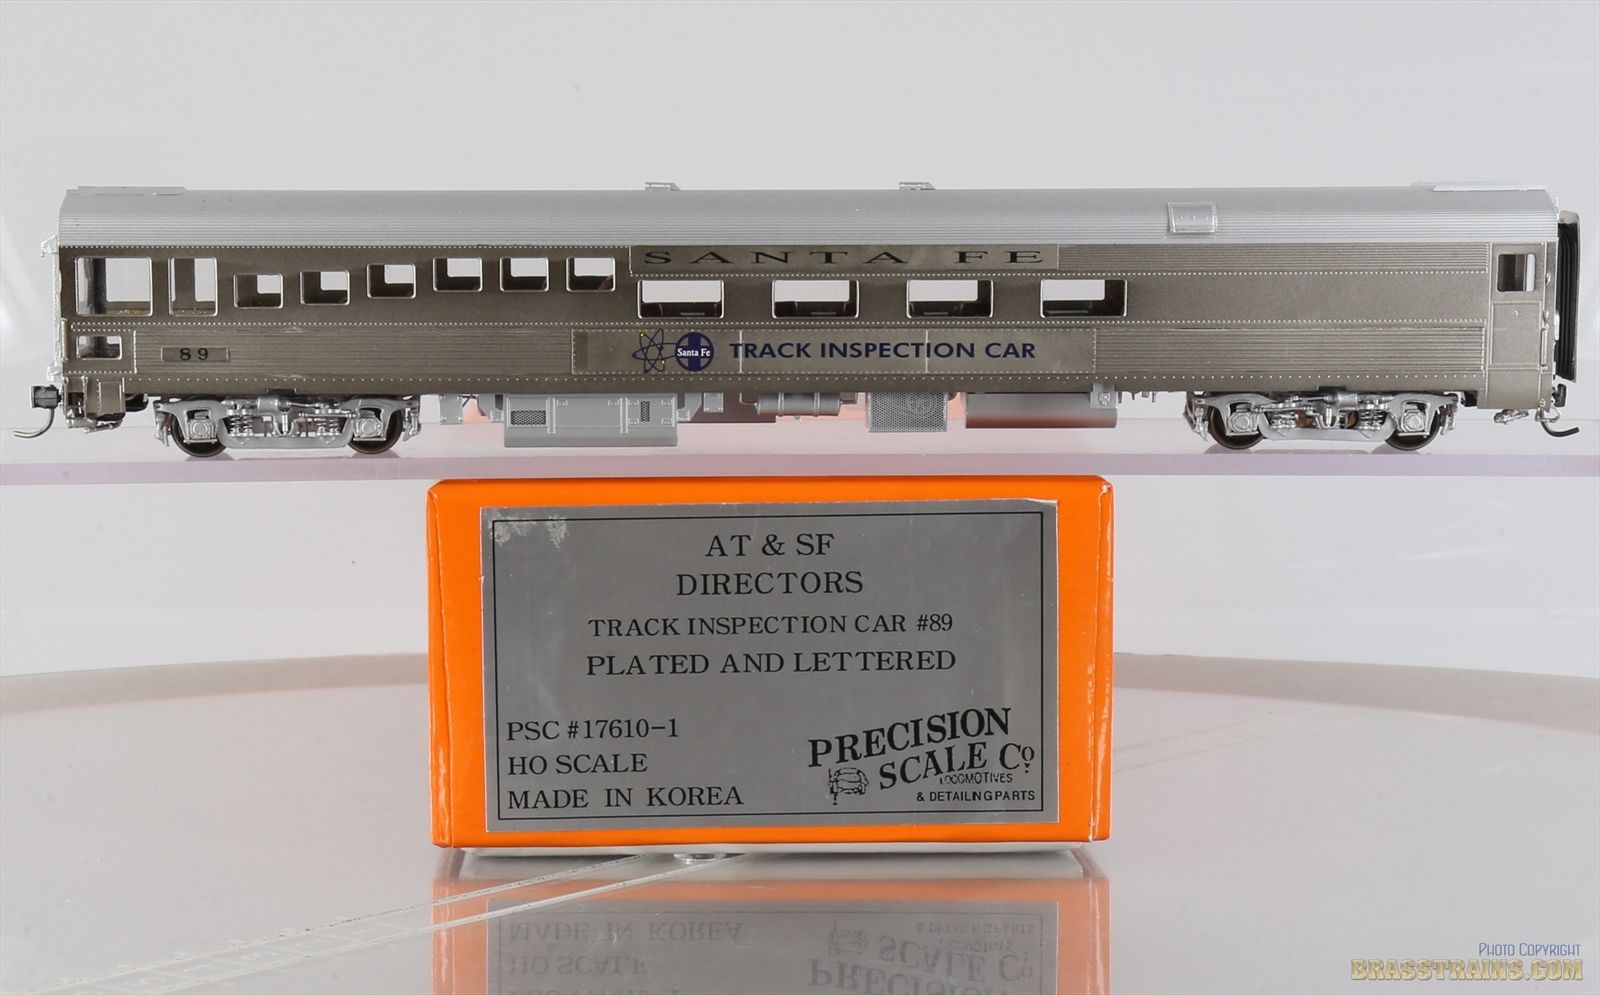 SANTA FE
89
Santa Fe
TRACK INSPECTION CAR
AT & SF
DIRECTORS
TRACK INSPECTION CAR #89
PLATED AND LETTERED
PSC #17610-1
HO SCALE
MADE IN KOREA
PRECISION
SCALE Co.
LOCOMOTIVES
& DETAILING PARTS
PHOTO COPYRIGHT
BRASSTRAINS.COM